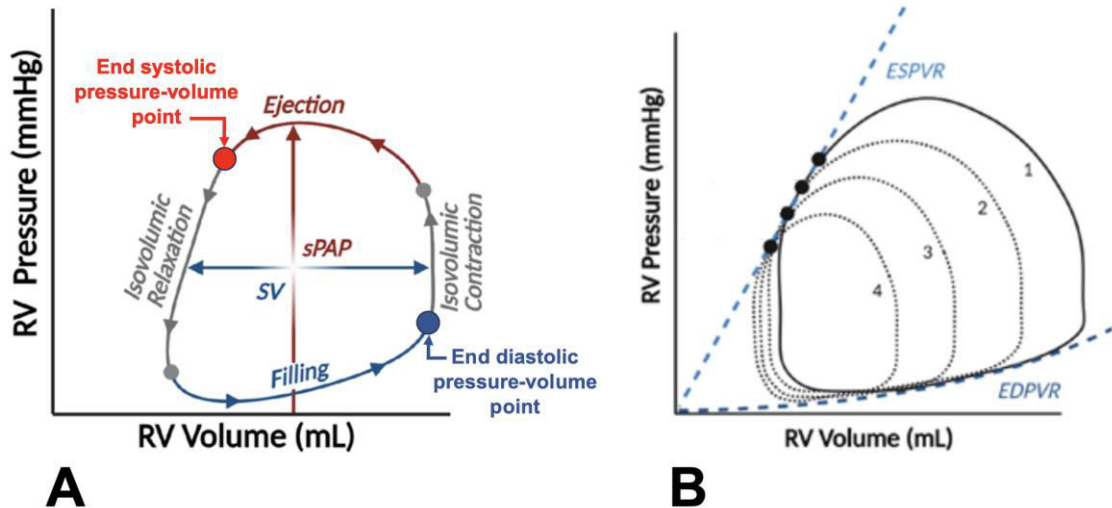 RV Pressure (mmHg)
End systolic
pressure-volume
point
Ejection
Isovolumic
Relaxation
sPAP
SV
Isovolumic
Contraction
Filling
End diastolic
pressure-volume
point
RV Volume (mL)
A
RV Pressure (mmHg)
ESPVR
1
2
3
4
EDPVR
RV Volume (mL)
B